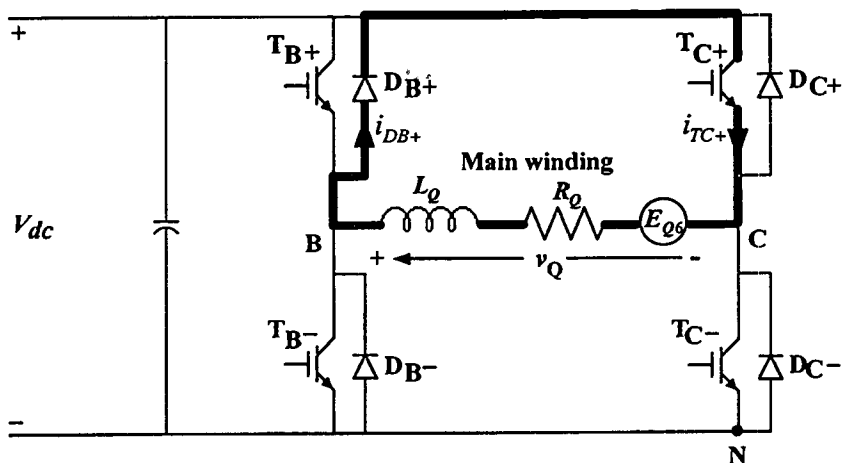 +
T_B+
D_B+
T_C+
D_C+
i_DB+
i_TC+
Main winding
L_Q
R_Q
E_Q6
V_dc
B
C
+
v_Q
-
T_B-
D_B-
T_C-
D_C-
-
N